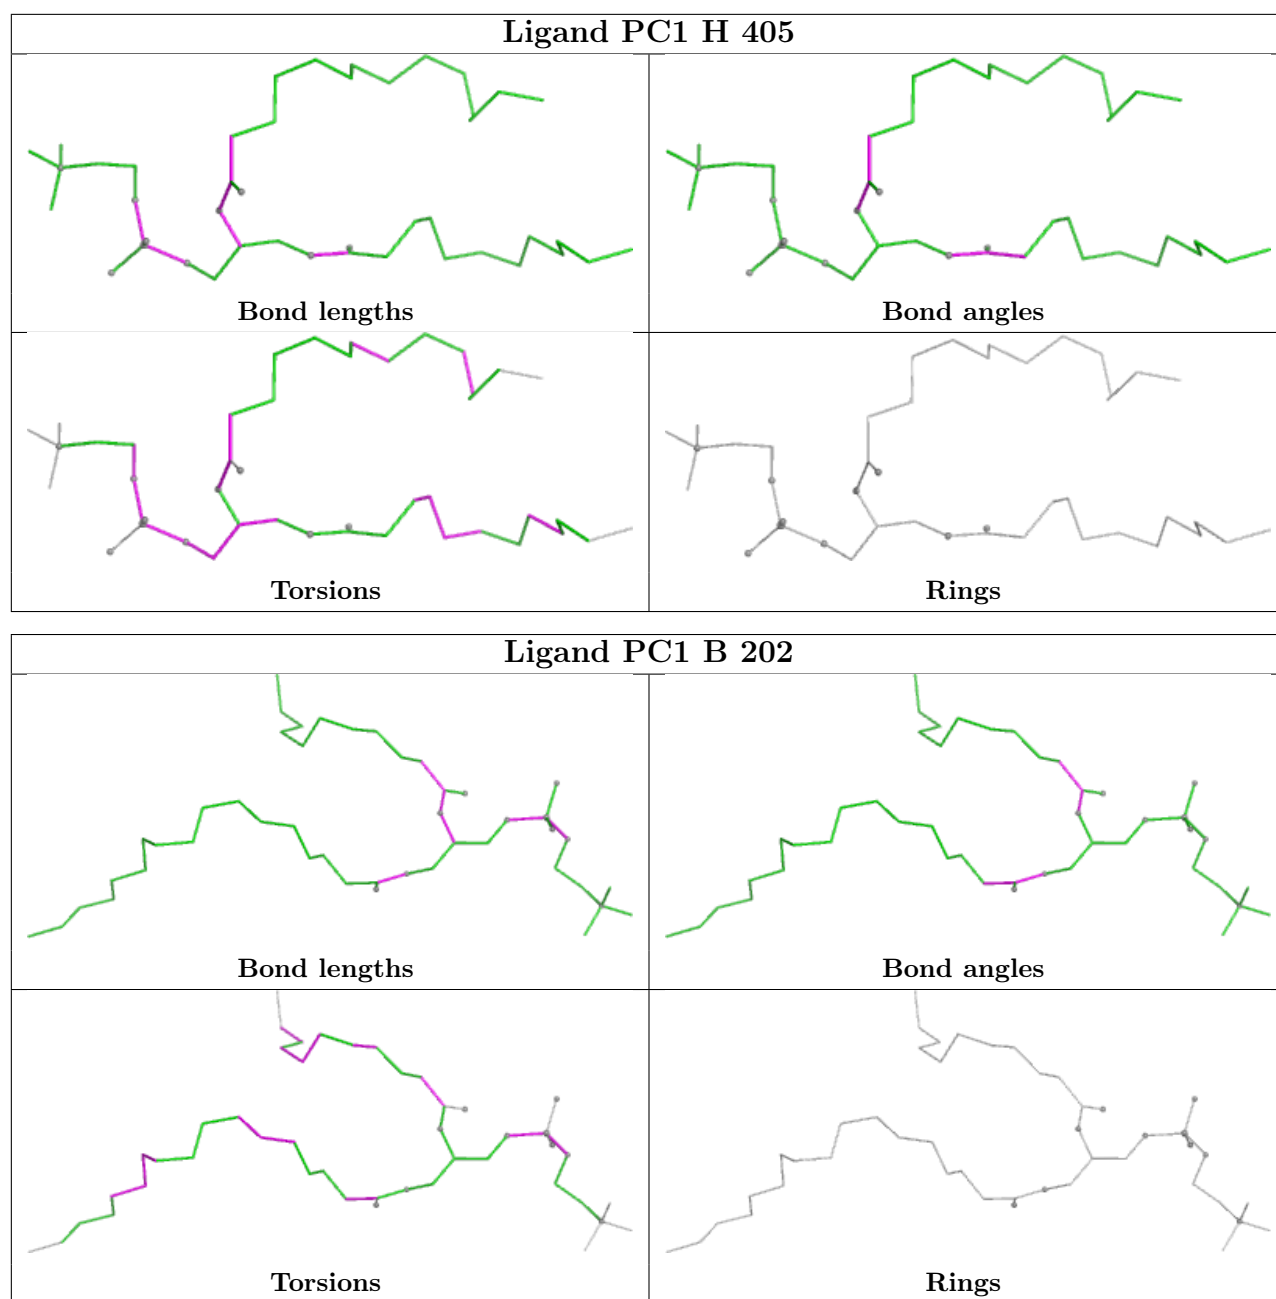 Ligand PC1 H 405
Bond lengths
Bond angles
Torsions
Rings
Ligand PC1 B 202
Bond lengths
Bond angles
Torsions
Rings